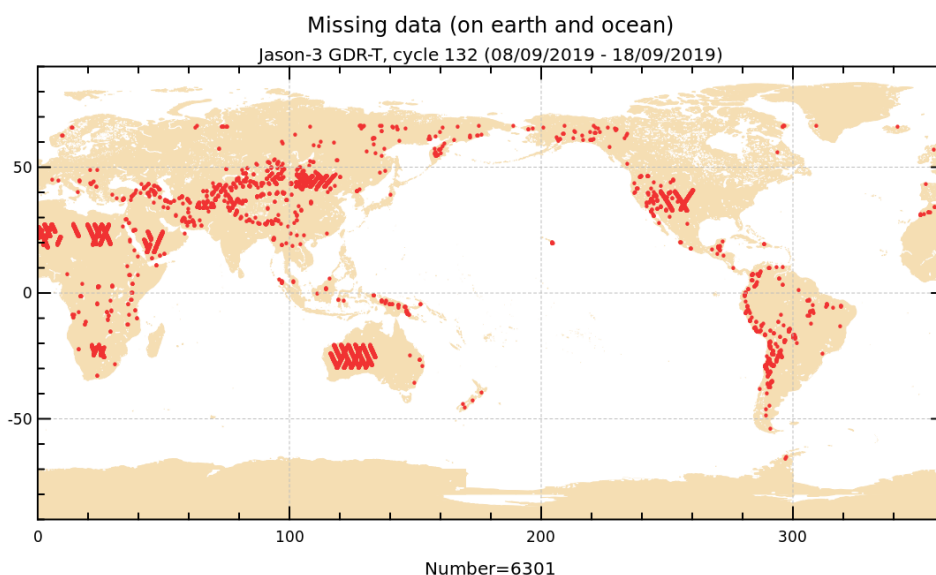 Missing data (on earth and ocean)
Jason-3 GDR-T, cycle 132 (08/09/2019 - 18/09/2019)
50
0
-50
0 100 200 300
Number=6301